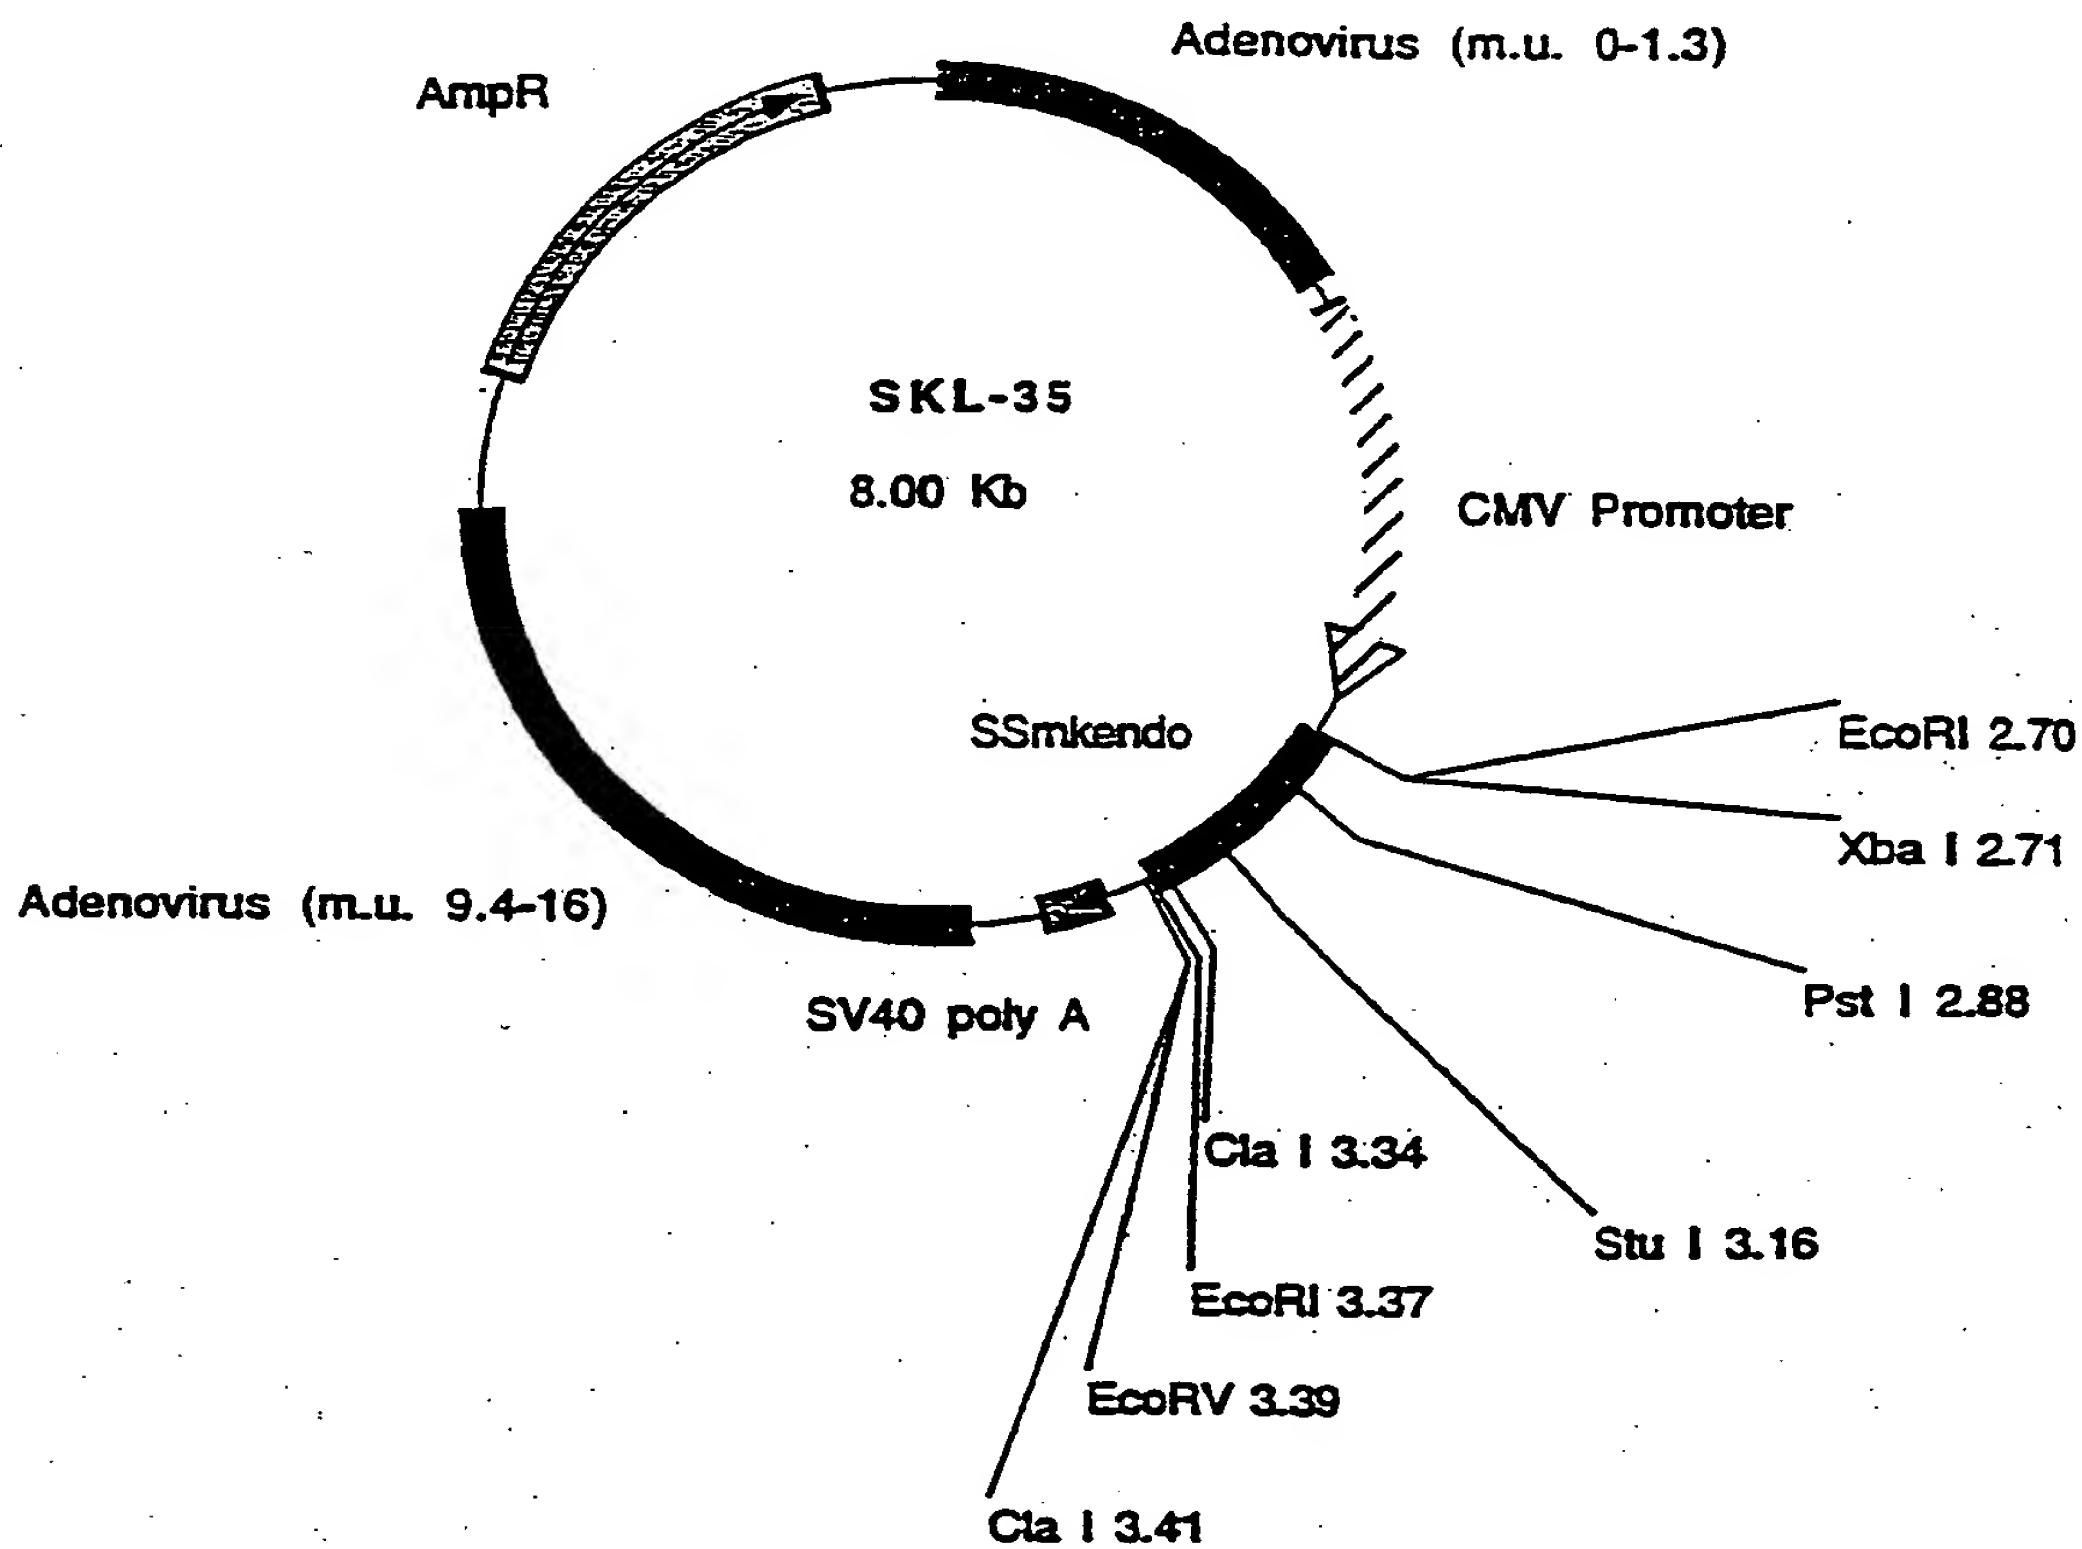 Adenovirus (m.u. 0-1.3)
AmpR
SKL-35
8.00 Kb
CMV Promoter
SSmkendo
EcoRI 2.70
Xba I 2.71
Adenovirus (m.u. 9.4-16)
Pst I 2.88
SV40 poly A
Cla I 3.34
Stu I 3.16
EcoRI 3.37
EcoRV 3.39
Cla I 3.41